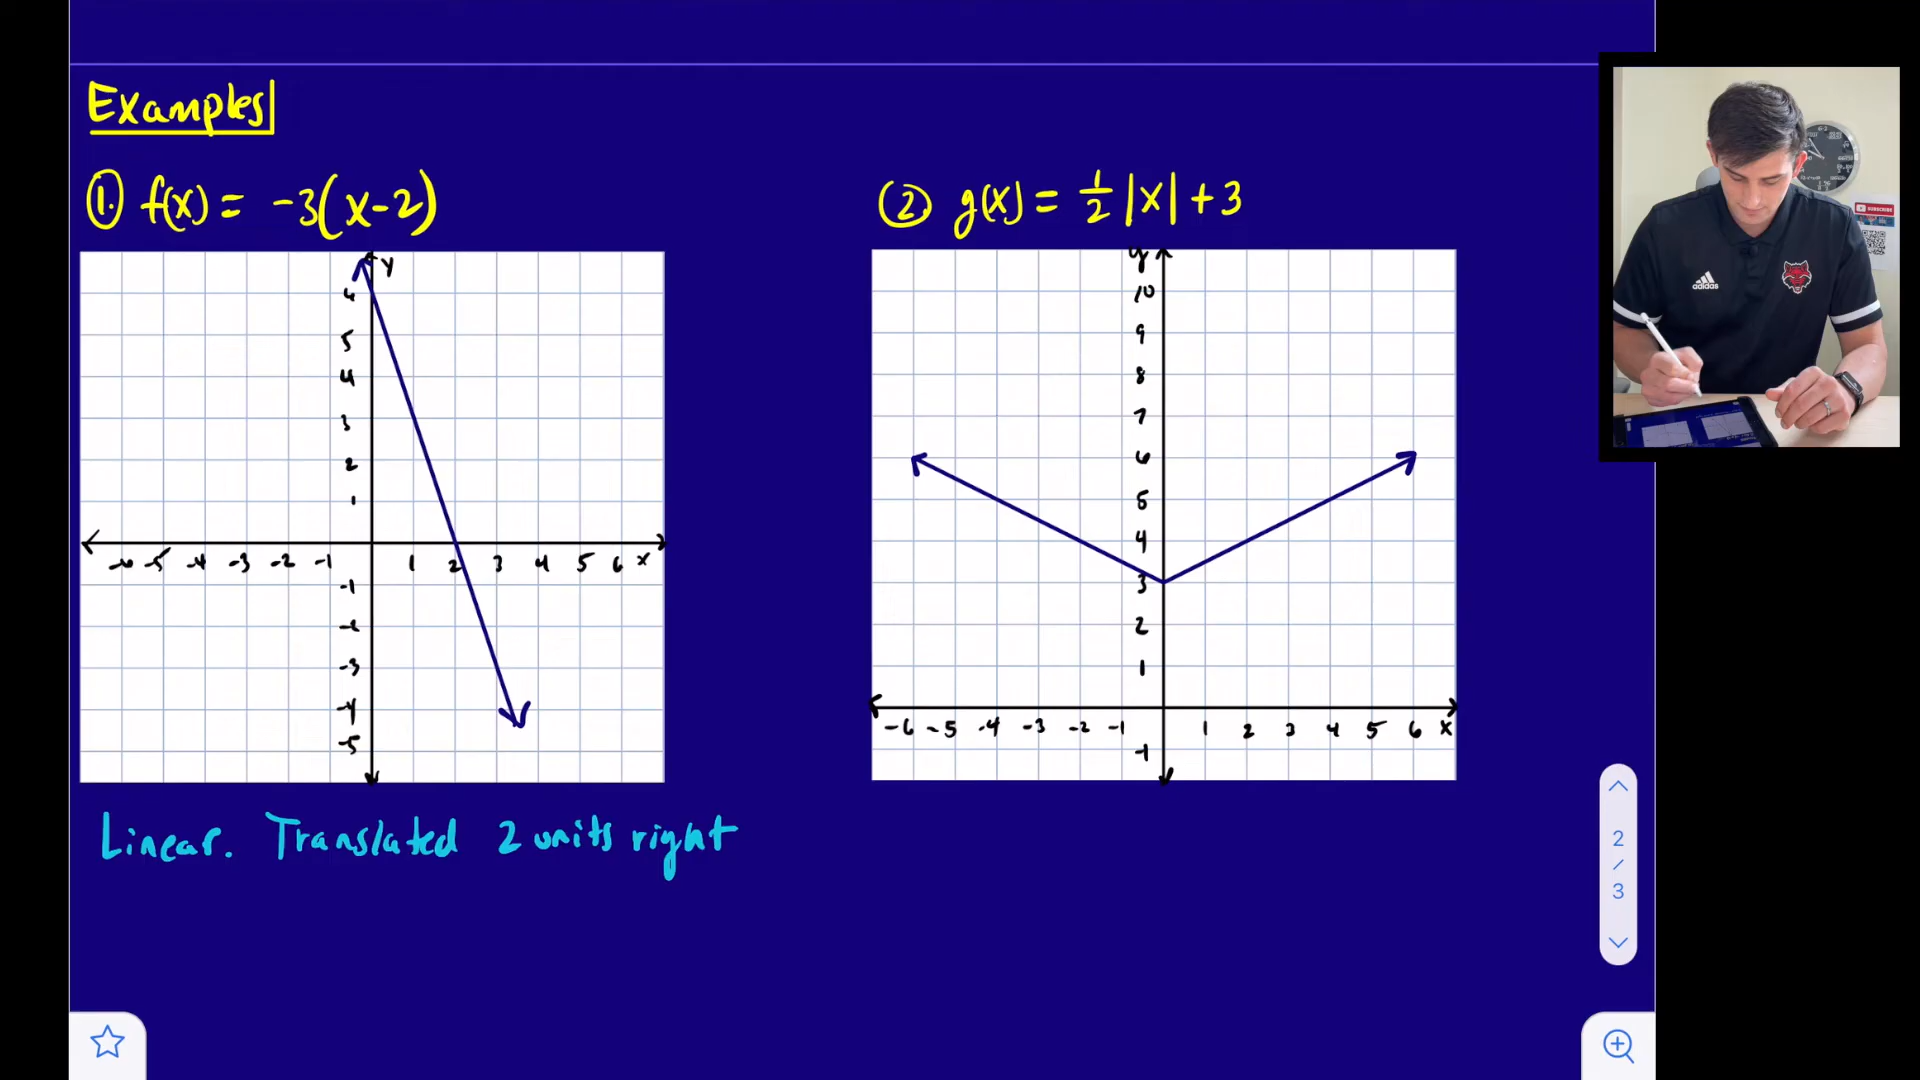 Examples
①. f(x) = -3(x-2)
② g(x) = 1/2 |x| + 3
y
6
5
4
3
2
1
-6 -5 -4 -3 -2 -1 1 2 3 4 5 6 x
-1
-2
-3
-4
-5
y
10
9
8
7
6
5
4
3
2
1
-6 -5 -4 -3 -2 -1 1 2 3 4 5 6 x
-1
Linear. Translated 2 units right
adidas
SUBSCRIBE
2
/
3